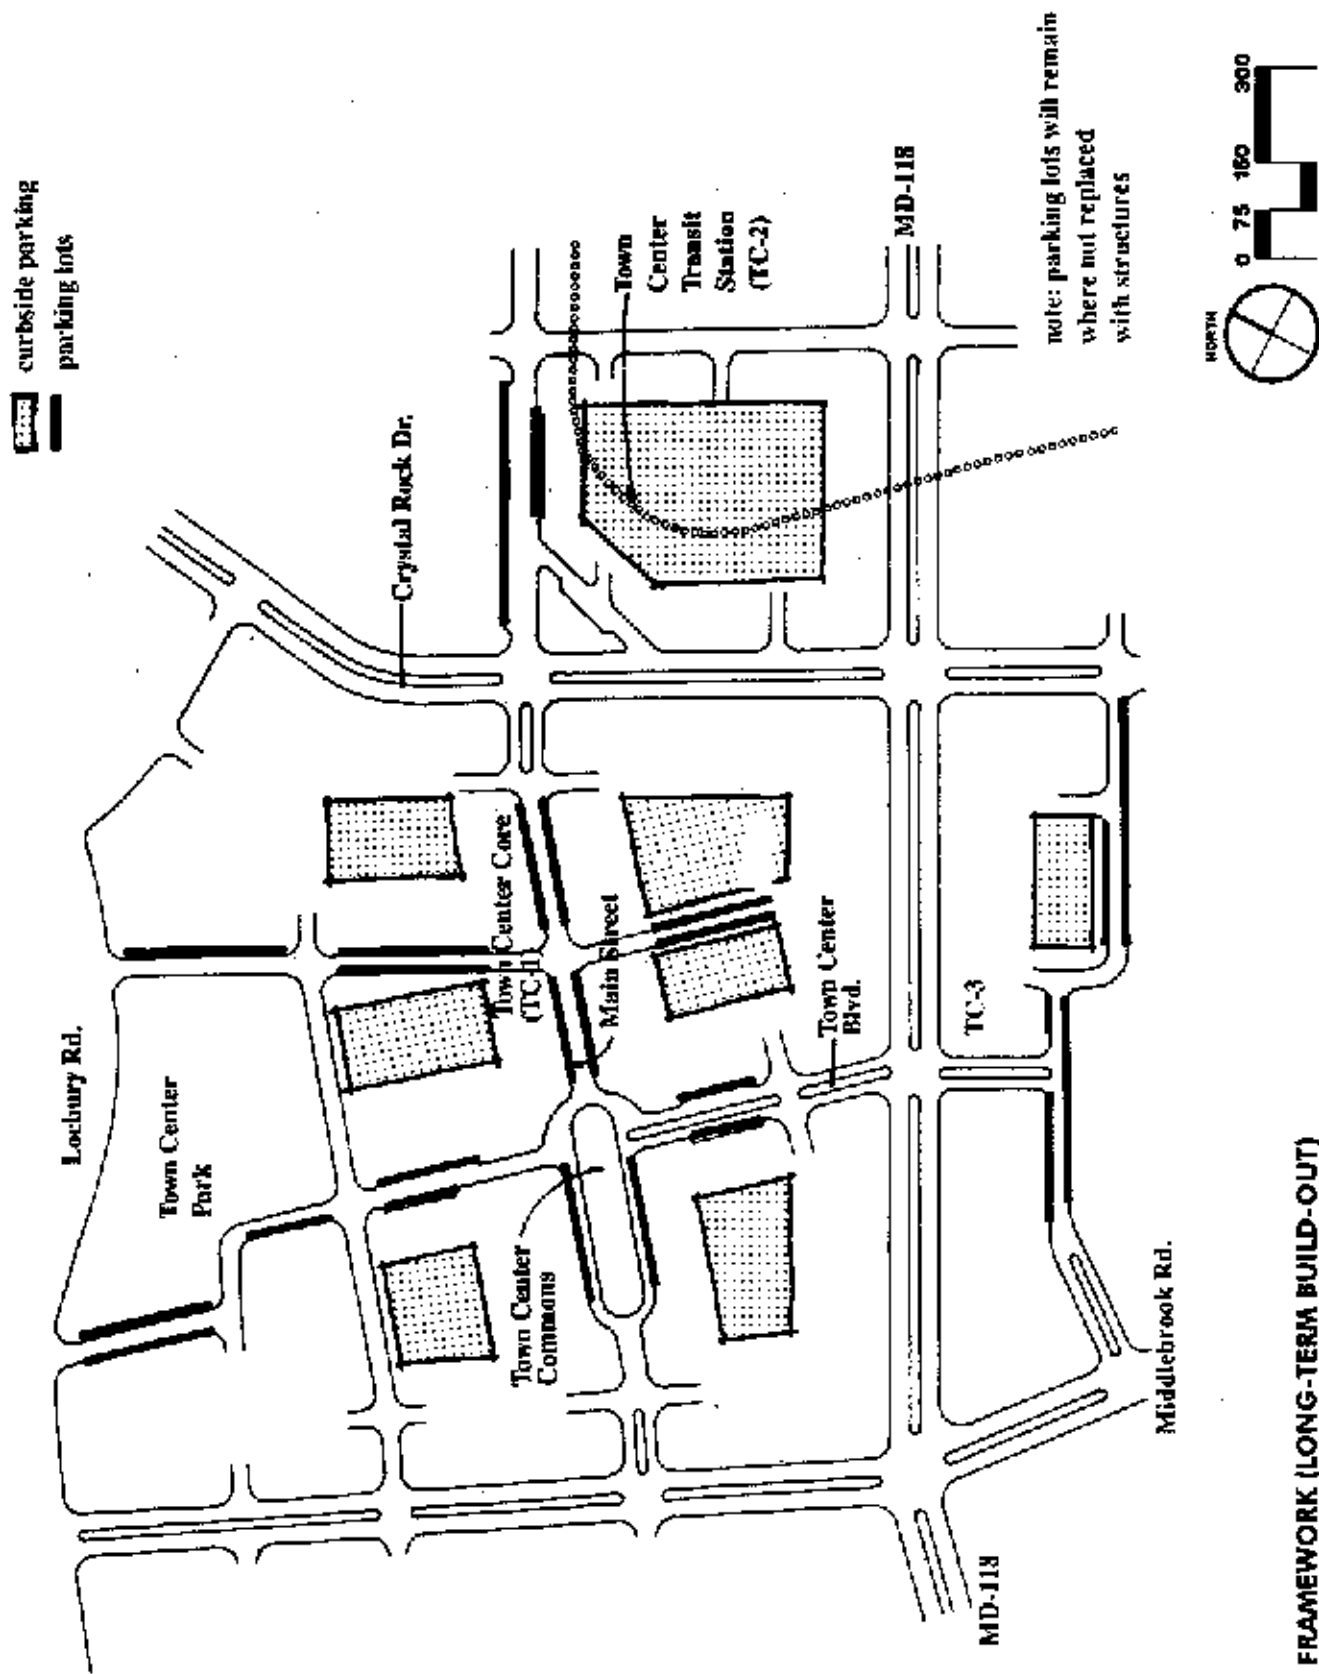 curbside parking
parking lots
Crystal Rock Dr.
Locbury Rd.
Town Center
Park
Town Center Core
(TC-1)
Main Street
Town
Center
Transit
Station
(TC-2)
MD-118
Town Center
Blvd.
Town Center
Commons
TC-3
Middlebrook Rd.
MD-118
note: parking lots will remain
where not replaced
with structures
NORTH
0 75 150 300
FRAMEWORK (LONG-TERM BUILD-OUT)